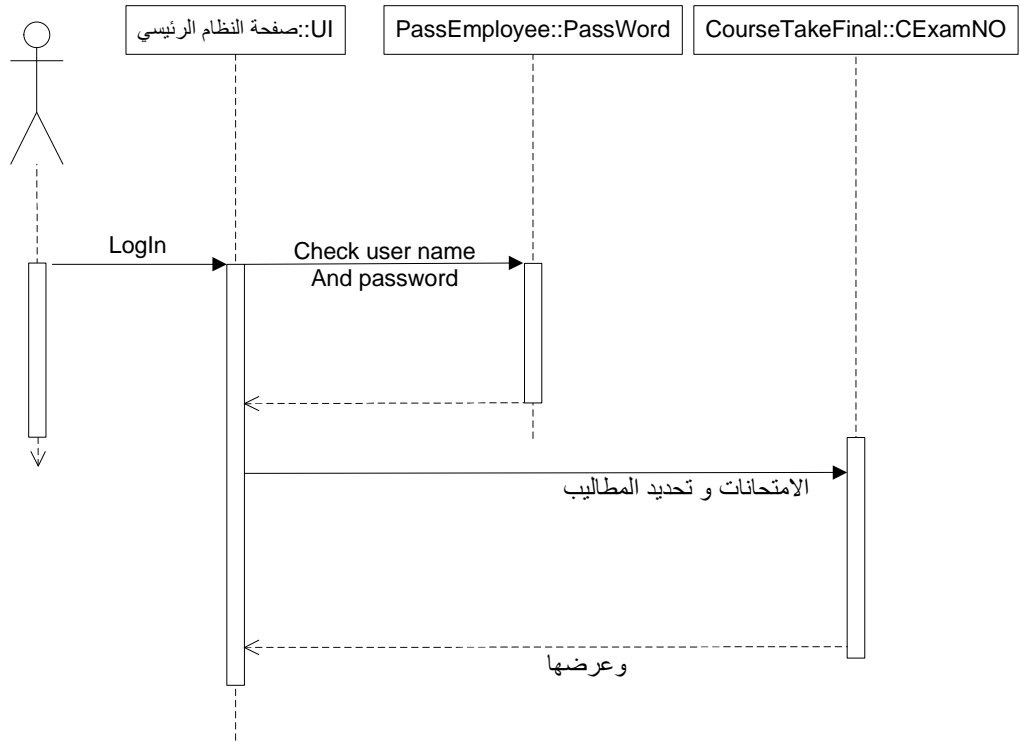 صفحة النظام الرئيسي::UI
PassEmployee::PassWord
CourseTakeFinal::CExamNO
LogIn
Check user name
And password
الامتحانات و تحديد المطاليب
وعرضها